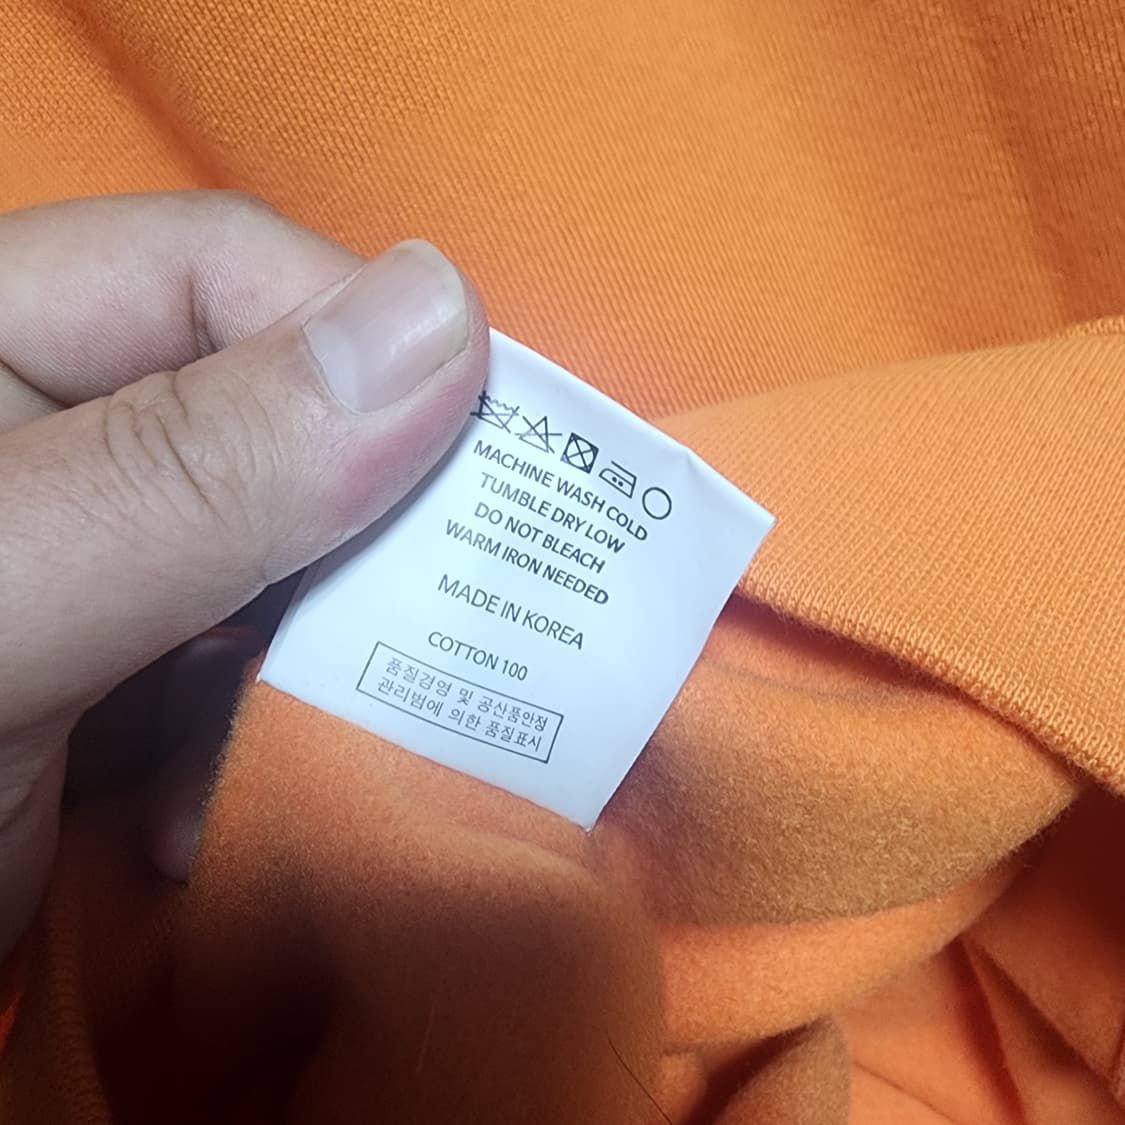 MACHINE WASH COLD
TUMBLE DRY LOW
DO NOT BLEACH
WARM IRON NEEDED
MADE IN KOREA
COTTON 100
품질경영 및 공산품안정
관리범에 의한 품질표시